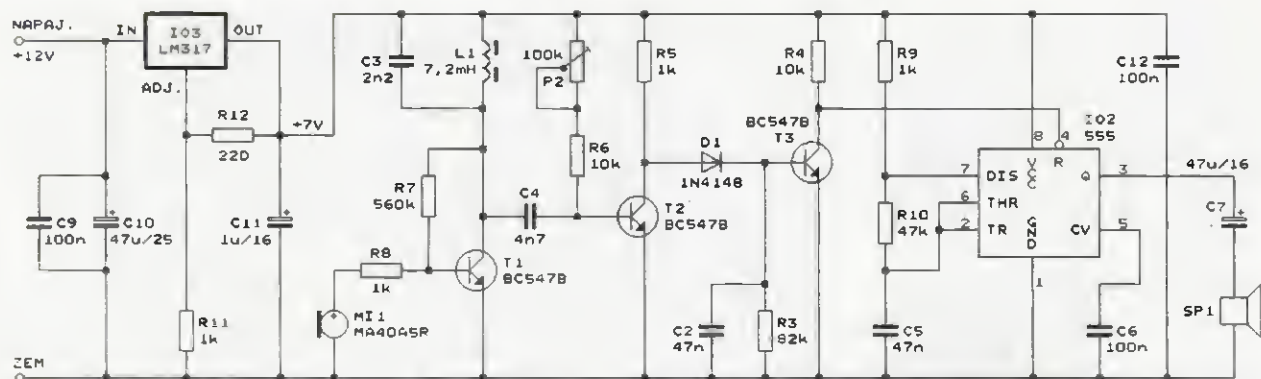 NAPAJ.
+12V
IN
IO3
LM317
OUT
ADJ.
R12
220
+7V
C9
100n
C10
47u/25
C11
1u/16
R11
1k
ZEM
C3
2n2
L1
7,2mH
100k
P2
R6
10k
R7
560k
C4
4n7
R8
1k
T1
BC547B
MI1
MA40A5R
R5
1k
D1
1N4148
T2
BC547B
R4
10k
BC547B
T3
C2
47n
R3
82k
R9
1k
R10
47k
C5
47n
C12
100n
IO2
555
8
4
VCC
R
7
DIS
Q
3
6
THR
2
TR
GND
CV
5
1
C6
100n
47u/16
C7
SP1